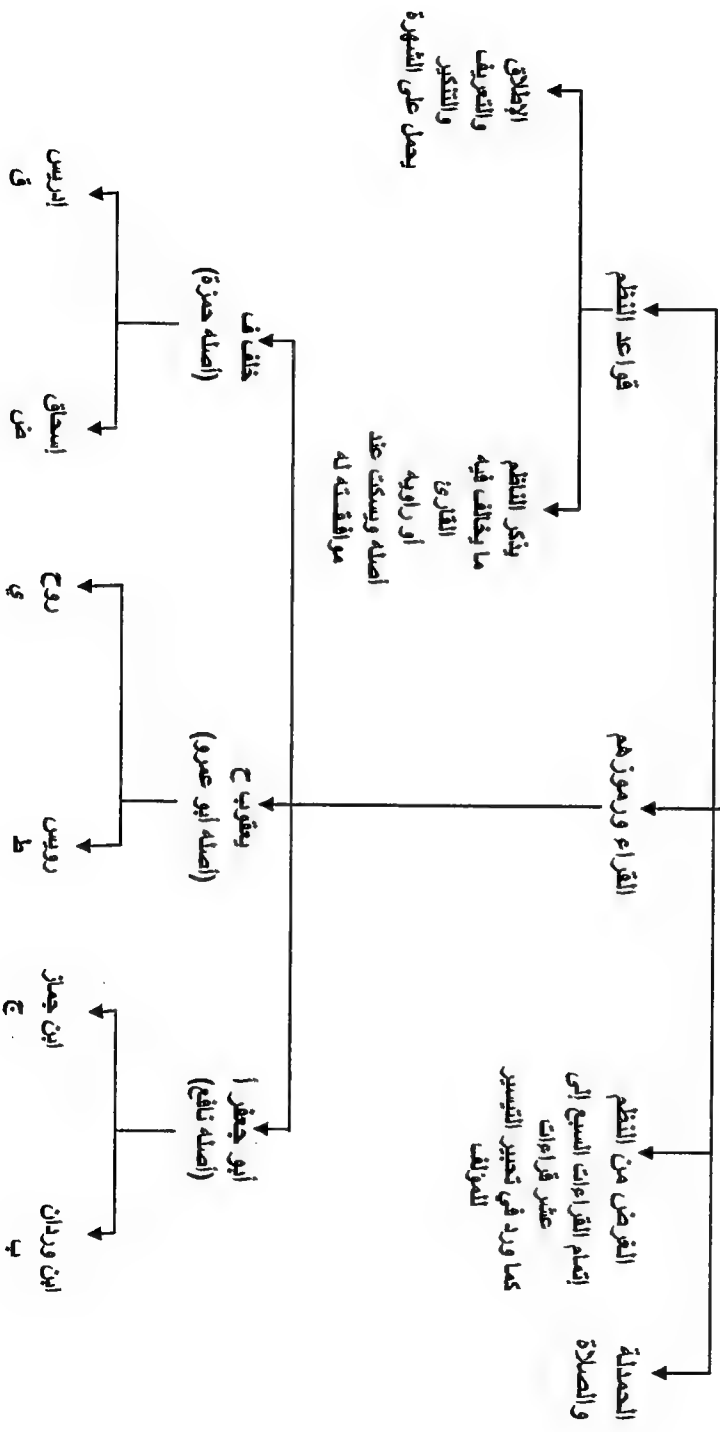 الحمدلة
والصلاة
الغرض من النظم
إتمام القراءات السبع إلى
عشر قراءات
كما ورد في تحبير التيسير
للمؤلف
القراء ورموزهم
قواعد النظم
يذكر الناظم
ما يخالف فيه
القارئ
أو راويه
أصله ويسكت عند
موافقته له
الإطلاق
والتعريف
والتنكير
يحمل على الشهرة
أبو جعفر أ
(أصله نافع)
يعقوب ح
(أصله أبو عمرو)
خلف ف
(أصله حمزة)
ابن وردان
ب
ابن جماز
ج
رويس
ط
روح
ي
إسحاق
ض
إدريس
ق